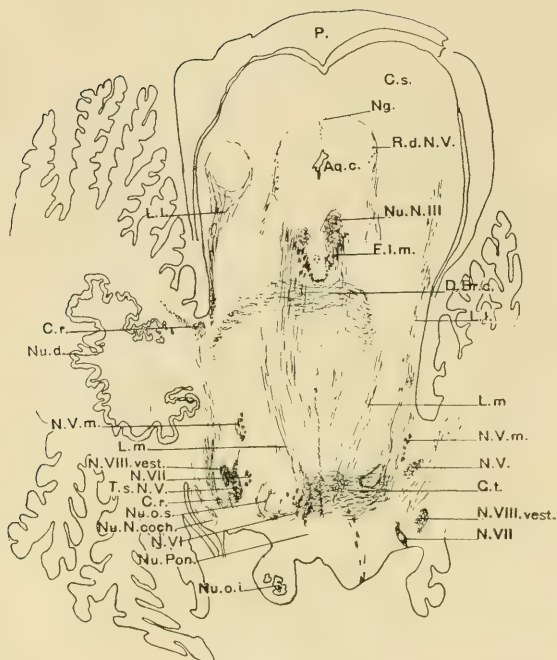 P.
C.s.
Ng.
R.d.N.V.
Aq.c.
L.l.
Nu.N.III
F.l.m.
D.Br.c.
L.l.
C.r.
Nu.d.
L.m
N.V.m.
L.m
N.V.m.
N.VIII.vest.
N.V.
N.VII
T.s.N.V.
C.t.
C.r.
Nu.o.s.
Nu.N.coch.
N.VIII.vest.
N.VI
N.VII
Nu.Pon.
Nu.o.i.